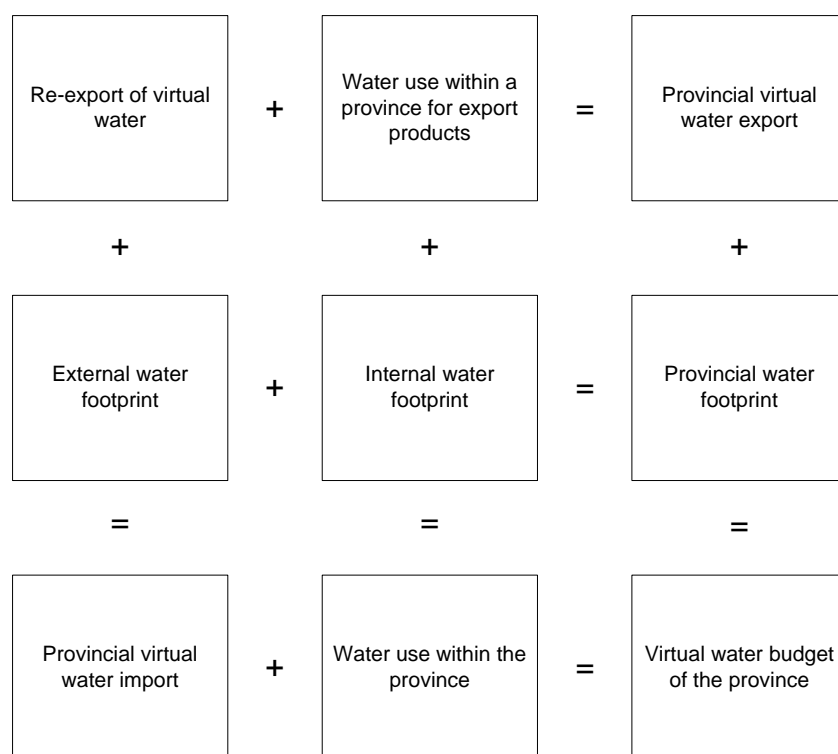 Re-export of virtual
water
+
Water use within a
province for export
products
=
Provincial virtual
water export
+
+
+
External water
footprint
+
Internal water
footprint
=
Provincial water
footprint
=
=
=
Provincial virtual
water import
+
Water use within the
province
=
Virtual water budget
of the province